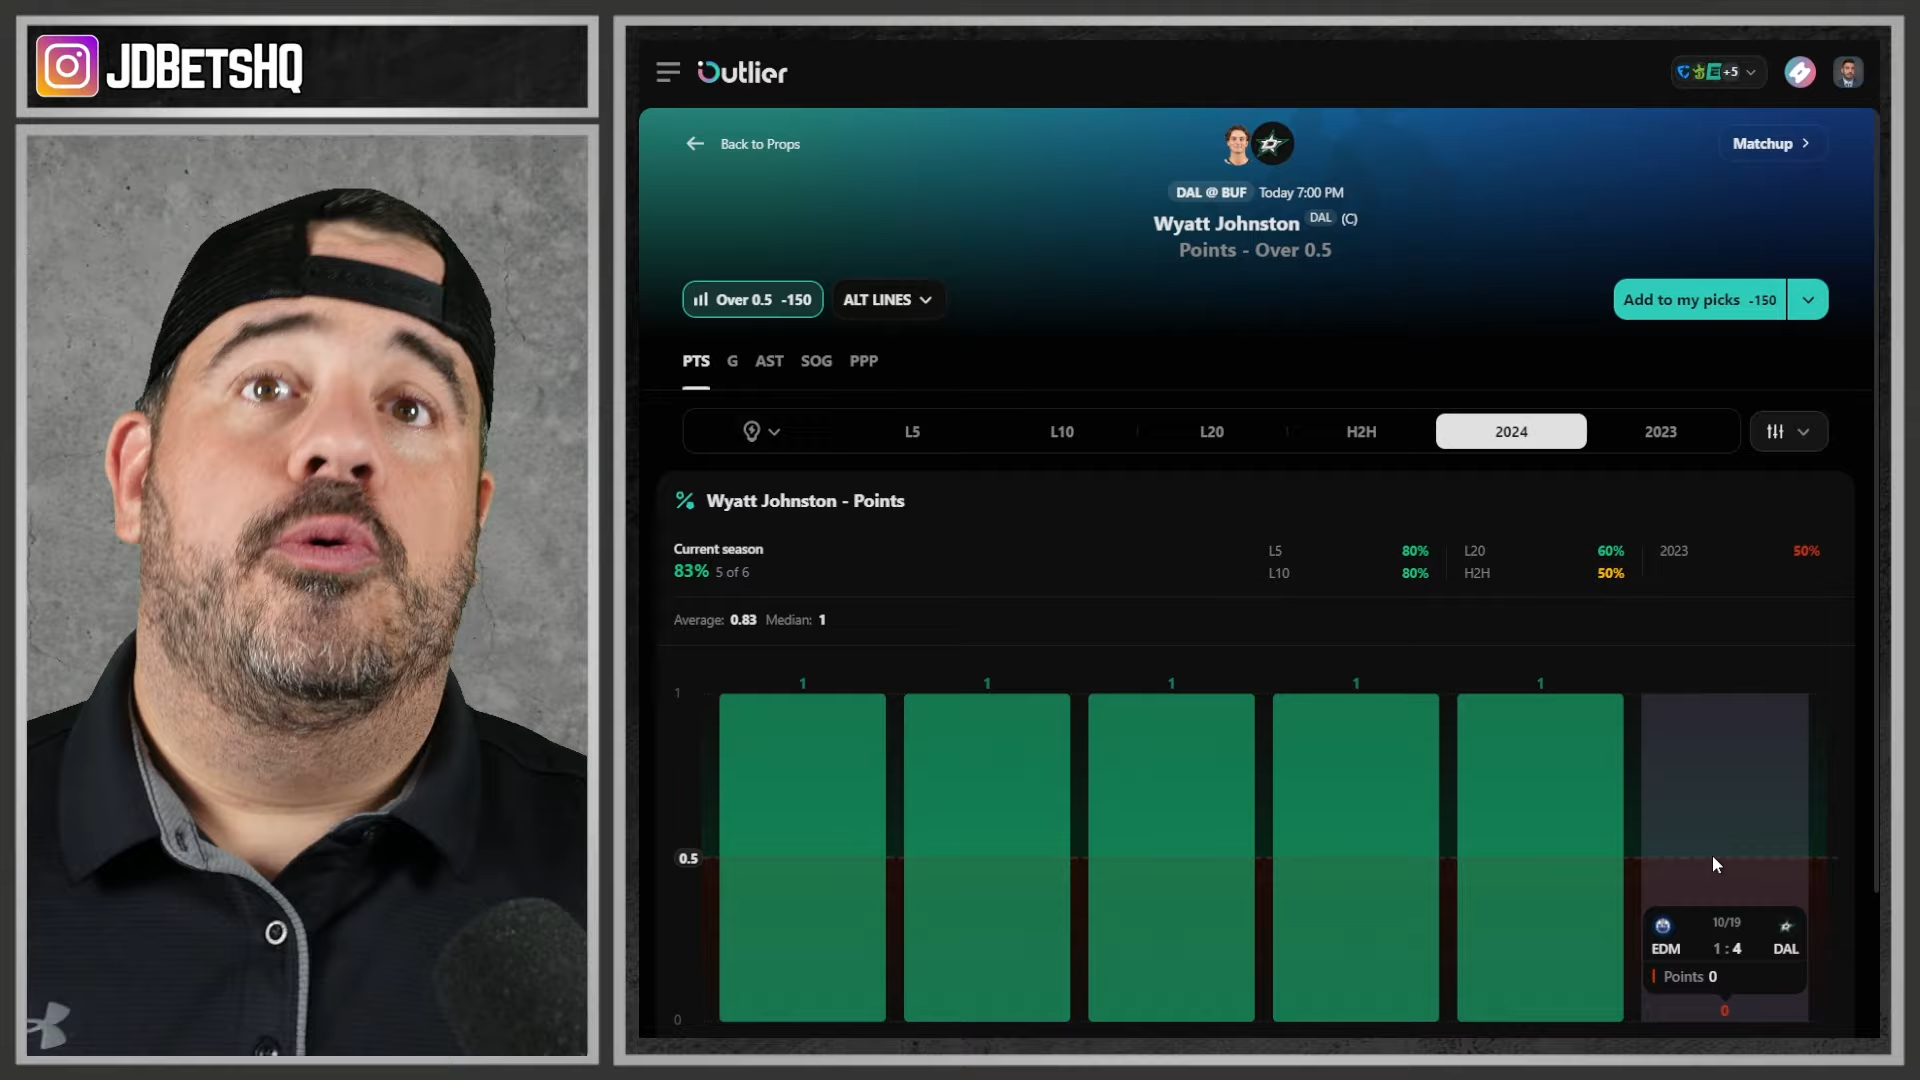 JDBETSHQ
Outlier
+5
Back to Props
Matchup
DAL @ BUF Today 7:00 PM
Wyatt Johnston DAL (C)
Points - Over 0.5
Over 0.5 -150
ALT LINES
Add to my picks -150
PTS G AST SOG PPP
L5 L10 L20 H2H 2024 2023
Wyatt Johnston - Points
Current season
83% 5 of 6
L5 80% L20 60% 2023 50%
L10 80% H2H 50%
Average: 0.83 Median: 1
1 1 1 1 1
1
0.5
10/19
EDM 1 : 4 DAL
Points 0
0
0